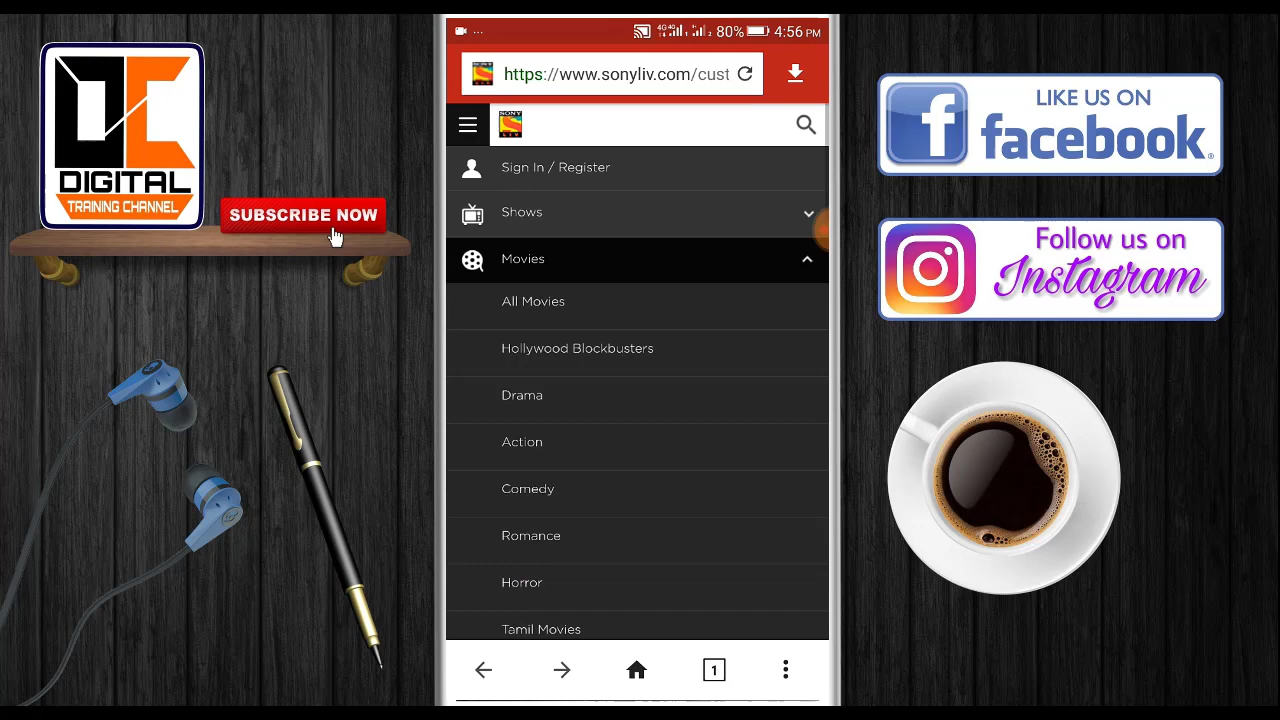 DIGITAL
TRAINING CHANNEL
SUBSCRIBE NOW
80% 4:56 PM
https://www.sonyliv.com/cust
SONY
LIV
Sign In / Register
Shows
Movies
All Movies
Hollywood Blockbusters
Drama
Action
Comedy
Romance
Horror
Tamil Movies
1
LIKE US ON
facebook
Follow us on
Instagram